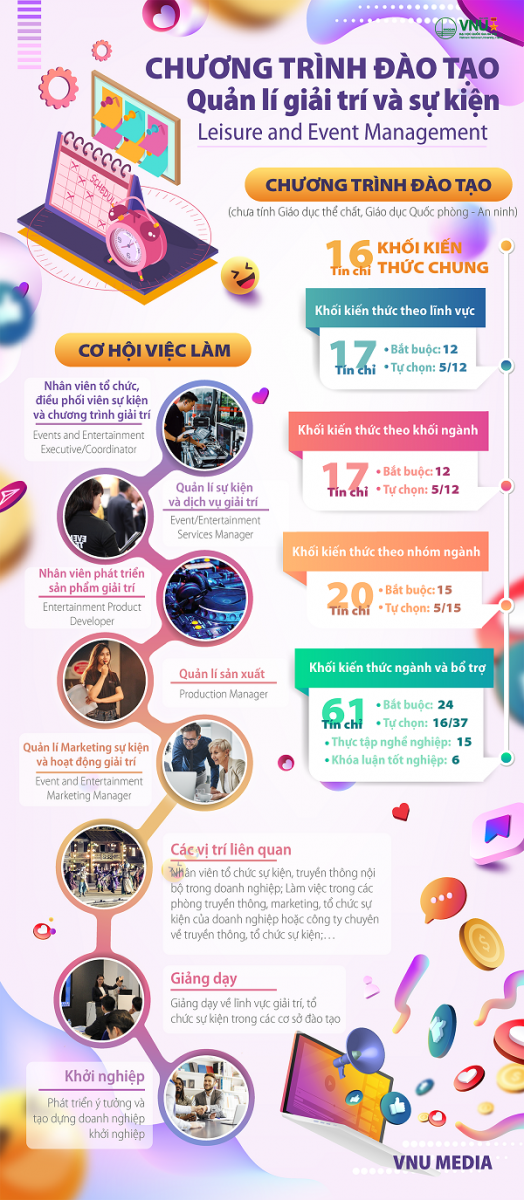 VNU
ĐẠI HỌC QUỐC GIA HÀ NỘI
CHƯƠNG TRÌNH ĐÀO TẠO
Quản lí giải trí và sự kiện
Leisure and Event Management
SCHEDULE
CHƯƠNG TRÌNH ĐÀO TẠO
(chưa tính Giáo dục thể chất, Giáo dục Quốc phòng - An ninh)
16
Tín chỉ
KHỐI KIẾN
THỨC CHUNG
Khối kiến thức theo lĩnh vực
17
Tín chỉ
• Bắt buộc: 12
• Tự chọn: 5/12
Khối kiến thức theo khối ngành
17
Tín chỉ
• Bắt buộc: 12
• Tự chọn: 5/12
Khối kiến thức theo nhóm ngành
20
Tín chỉ
• Bắt buộc: 15
• Tự chọn: 5/15
Khối kiến thức ngành và bổ trợ
61
Tín chỉ
• Bắt buộc: 24
• Tự chọn: 16/37
• Thực tập nghề nghiệp: 15
• Khóa luận tốt nghiệp: 6
CƠ HỘI VIỆC LÀM
Nhân viên tổ chức,
điều phối viên sự kiện
và chương trình giải trí
Events and Entertainment
Executive/Coordinator
Quản lí sự kiện
và dịch vụ giải trí
Event/Entertainment
Services Manager
Nhân viên phát triển
sản phẩm giải trí
Entertainment Product
Developer
Quản lí sản xuất
Production Manager
Quản lí Marketing sự kiện
và hoạt động giải trí
Event and Entertainment
Marketing Manager
Các vị trí liên quan
Nhân viên tổ chức sự kiện, truyền thông nội
bộ trong doanh nghiệp; Làm việc trong các
phòng truyền thông, marketing, tổ chức sự
kiện của doanh nghiệp hoặc công ty chuyên
về truyền thông, tổ chức sự kiện;…
Giảng dạy
Giảng dạy về lĩnh vực giải trí, tổ
chức sự kiện trong các cơ sở đào tạo
Khởi nghiệp
Phát triển ý tưởng và
tạo dựng doanh nghiệp
khởi nghiệp
VNU MEDIA